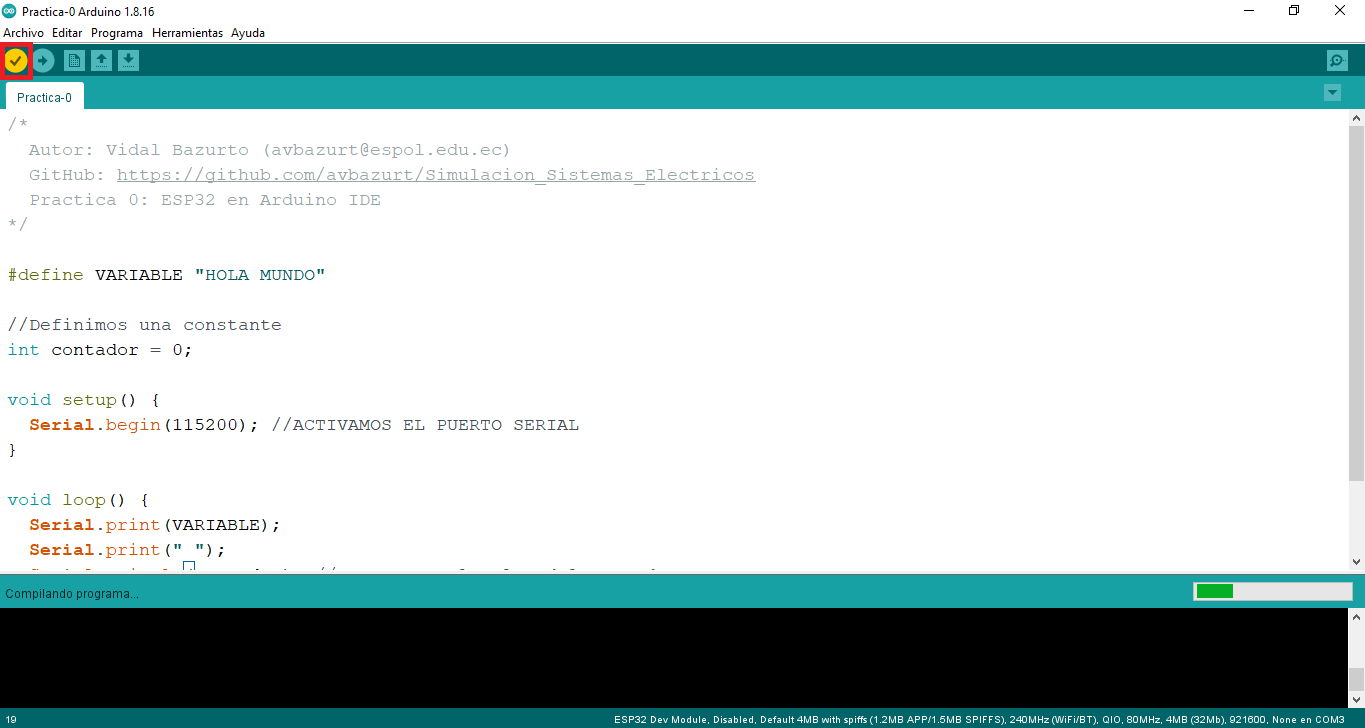 Practica-0 Arduino 1.8.16
Archivo Editar Programa Herramientas Ayuda
Practica-0
/*
Autor: Vidal Bazurto (avbazurt@espol.edu.ec)
GitHub: https://github.com/avbazurt/Simulacion_Sistemas_Electricos
Practica 0: ESP32 en Arduino IDE
*/
#define VARIABLE "HOLA MUNDO"
//Definimos una constante
int contador = 0;
void setup() {
Serial.begin(115200); //ACTIVAMOS EL PUERTO SERIAL
}
void loop() {
Serial.print(VARIABLE);
Serial.print(" ");
Compilando programa...
19 ESP32 Dev Module, Disabled, Default 4MB with spiffs (1.2MB APP/1.5MB SPIFFS), 240MHz (WiFi/BT), QIO, 80MHz, 4MB (32Mb), 921600, None en COM3